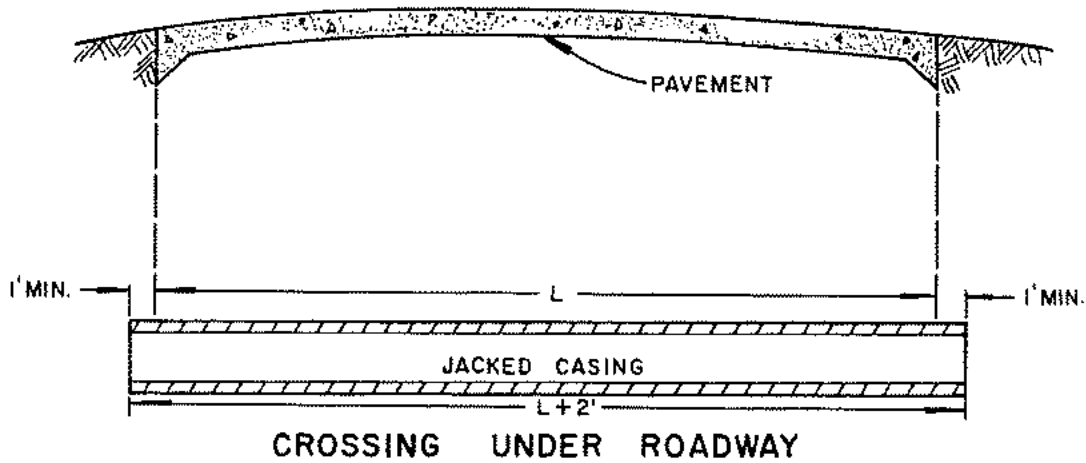 PAVEMENT
1' MIN.
L
1' MIN.
JACKED CASING
L + 2'
CROSSING UNDER ROADWAY